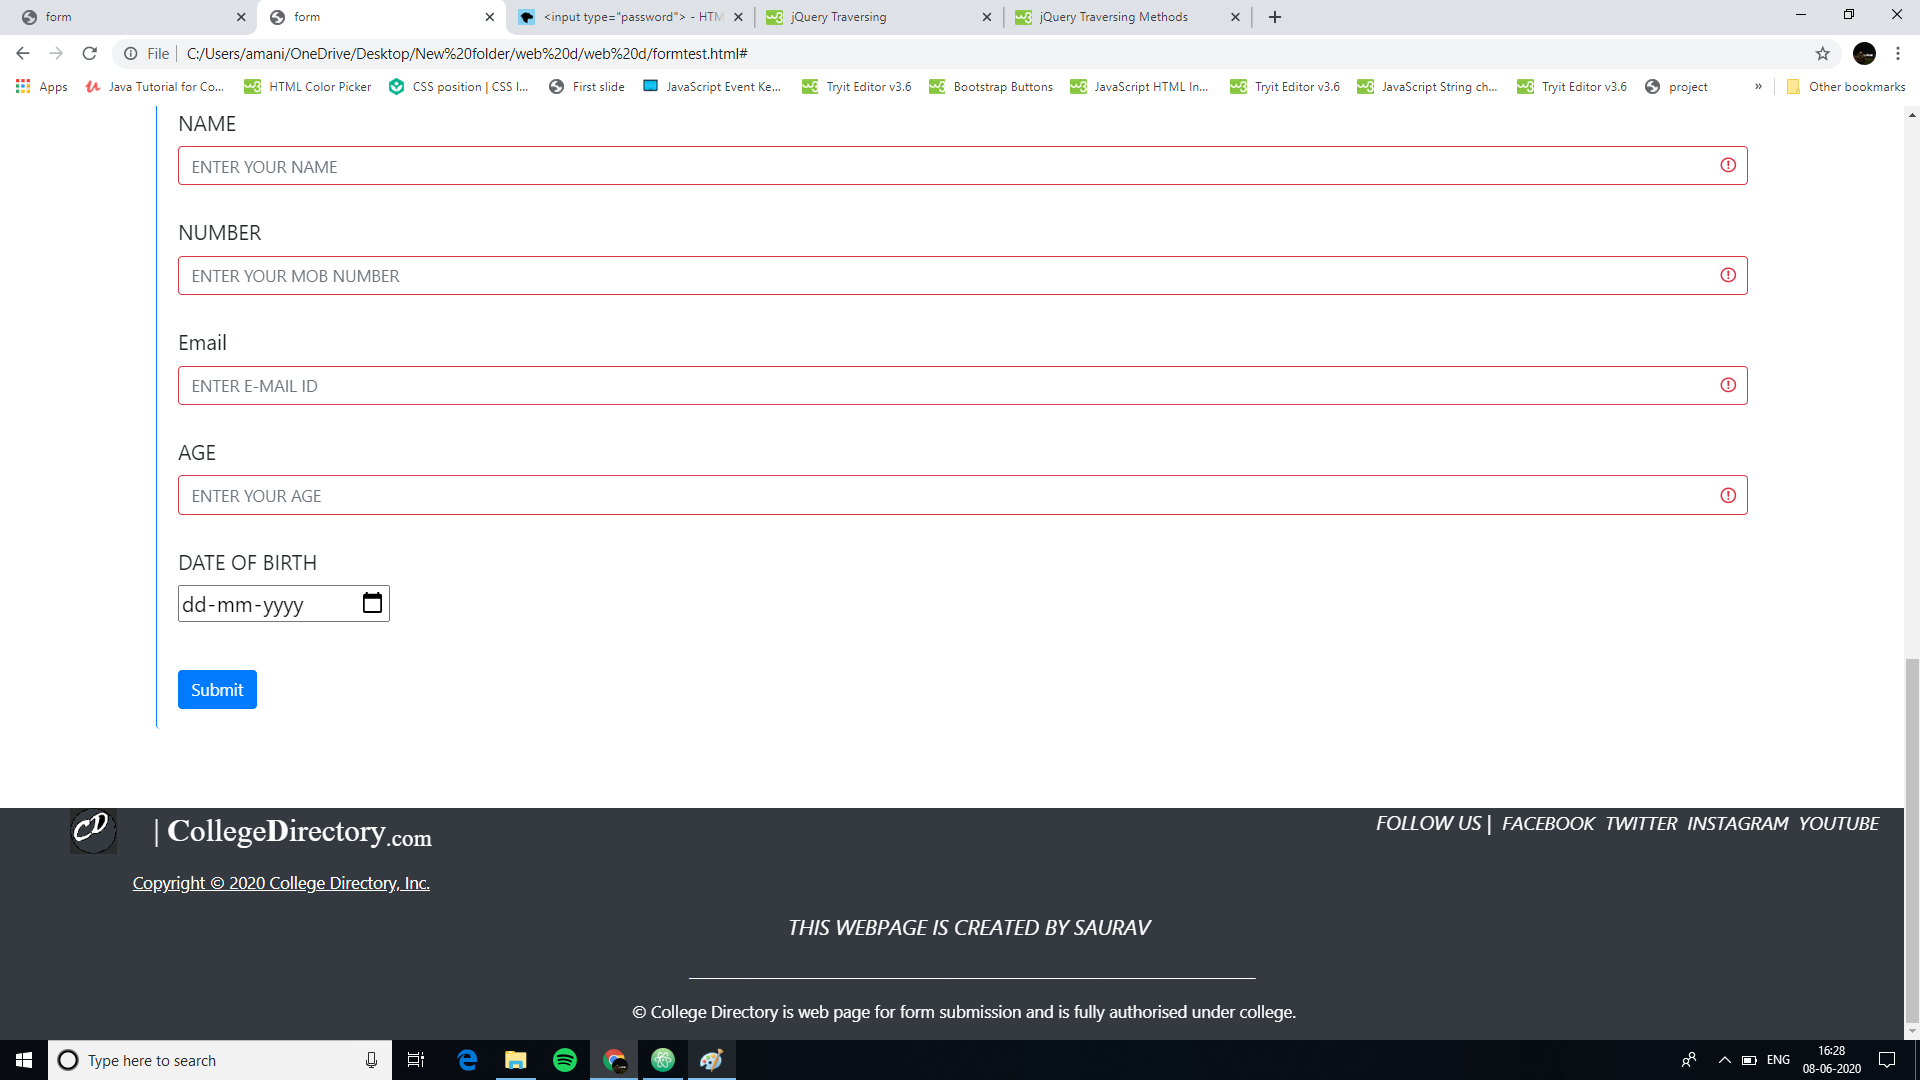 form
form
<input type="password"> - HTM
jQuery Traversing
jQuery Traversing Methods
File
C:/Users/amani/OneDrive/Desktop/New%20folder/web%20d/web%20d/formtest.html#
Apps
Java Tutorial for Co...
HTML Color Picker
CSS position | CSS l...
First slide
JavaScript Event Ke...
Tryit Editor v3.6
Bootstrap Buttons
JavaScript HTML In...
Tryit Editor v3.6
JavaScript String ch...
Tryit Editor v3.6
project
»
Other bookmarks
NAME
ENTER YOUR NAME
NUMBER
ENTER YOUR MOB NUMBER
Email
ENTER E-MAIL ID
AGE
ENTER YOUR AGE
DATE OF BIRTH
dd-mm-yyyy
Submit
CD
| CollegeDirectory.com
FOLLOW US | FACEBOOK TWITTER INSTAGRAM YOUTUBE
Copyright © 2020 College Directory, Inc.
THIS WEBPAGE IS CREATED BY SAURAV
© College Directory is web page for form submission and is fully authorised under college.
Type here to search
ENG
16:28
08-06-2020